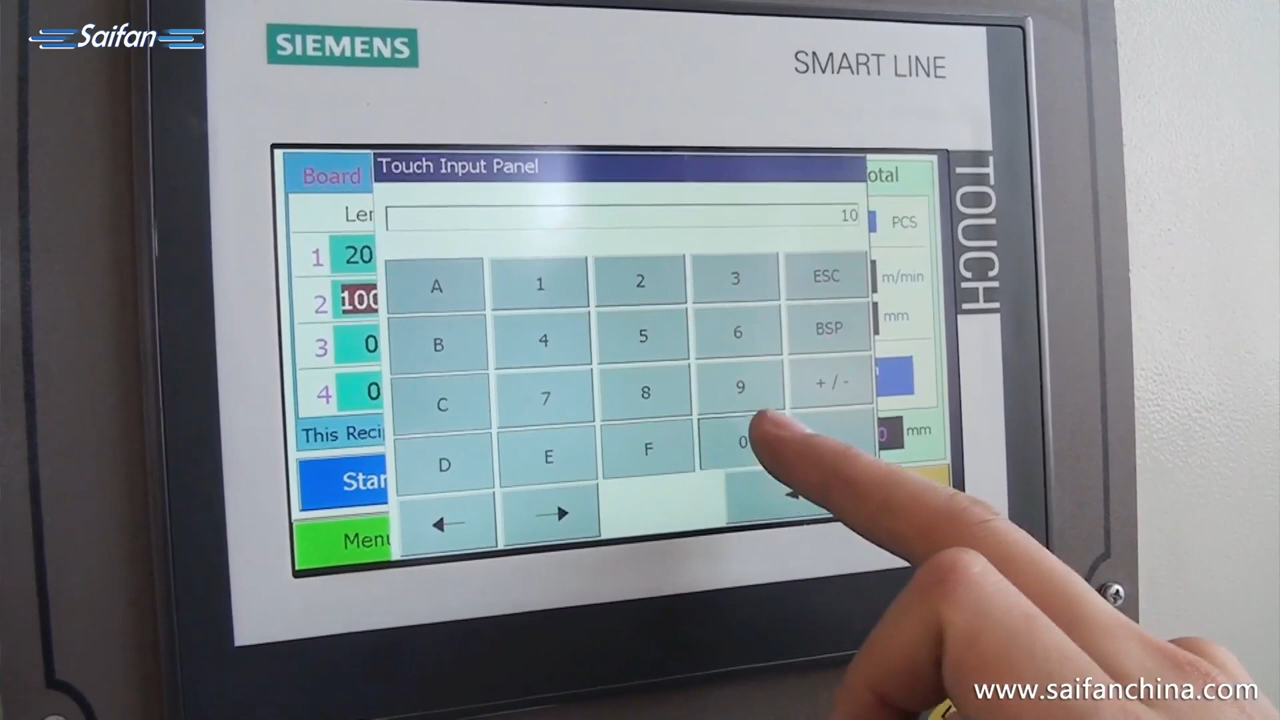 Saifan
SIEMENS
SMART LINE
TOUCH
Board
Touch Input Panel
otal
10
Ler
PCS
1 20
m/min
2 100
mm
3 0
4 0
A 1 2 3 ESC
B 4 5 6 BSP
C 7 8 9 + / -
D E F 0
← →
This Reci
0 mm
Star
Menu
www.saifanchina.com